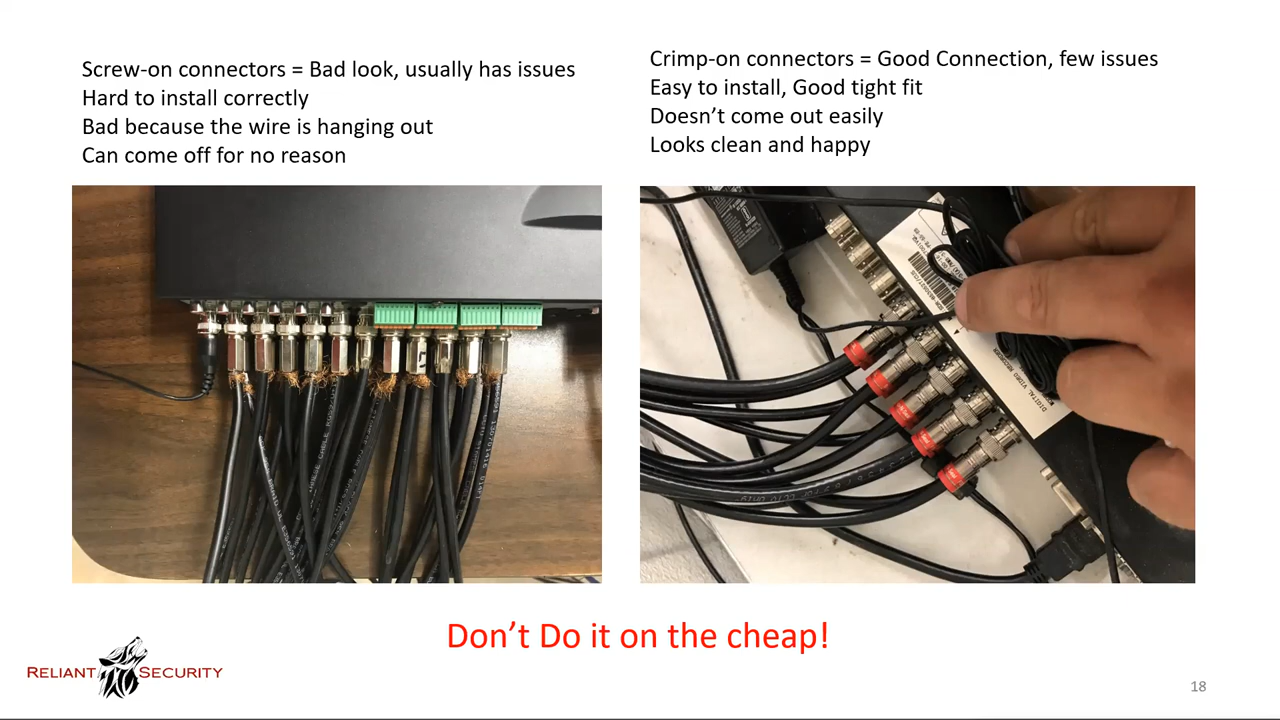 Screw-on connectors = Bad look, usually has issues
Hard to install correctly
Bad because the wire is hanging out
Can come off for no reason
Crimp-on connectors = Good Connection, few issues
Easy to install, Good tight fit
Doesn’t come out easily
Looks clean and happy
DIGITAL VIDEO
Don’t Do it on the cheap!
RELIANT SECURITY
18